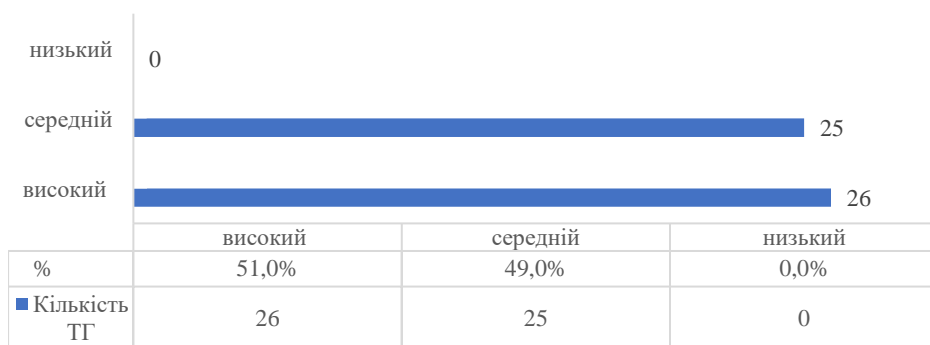 низький 0
середній 25
високий 26
високий середній низький
% 51,0% 49,0% 0,0%
Кількість
ТГ 26 25 0